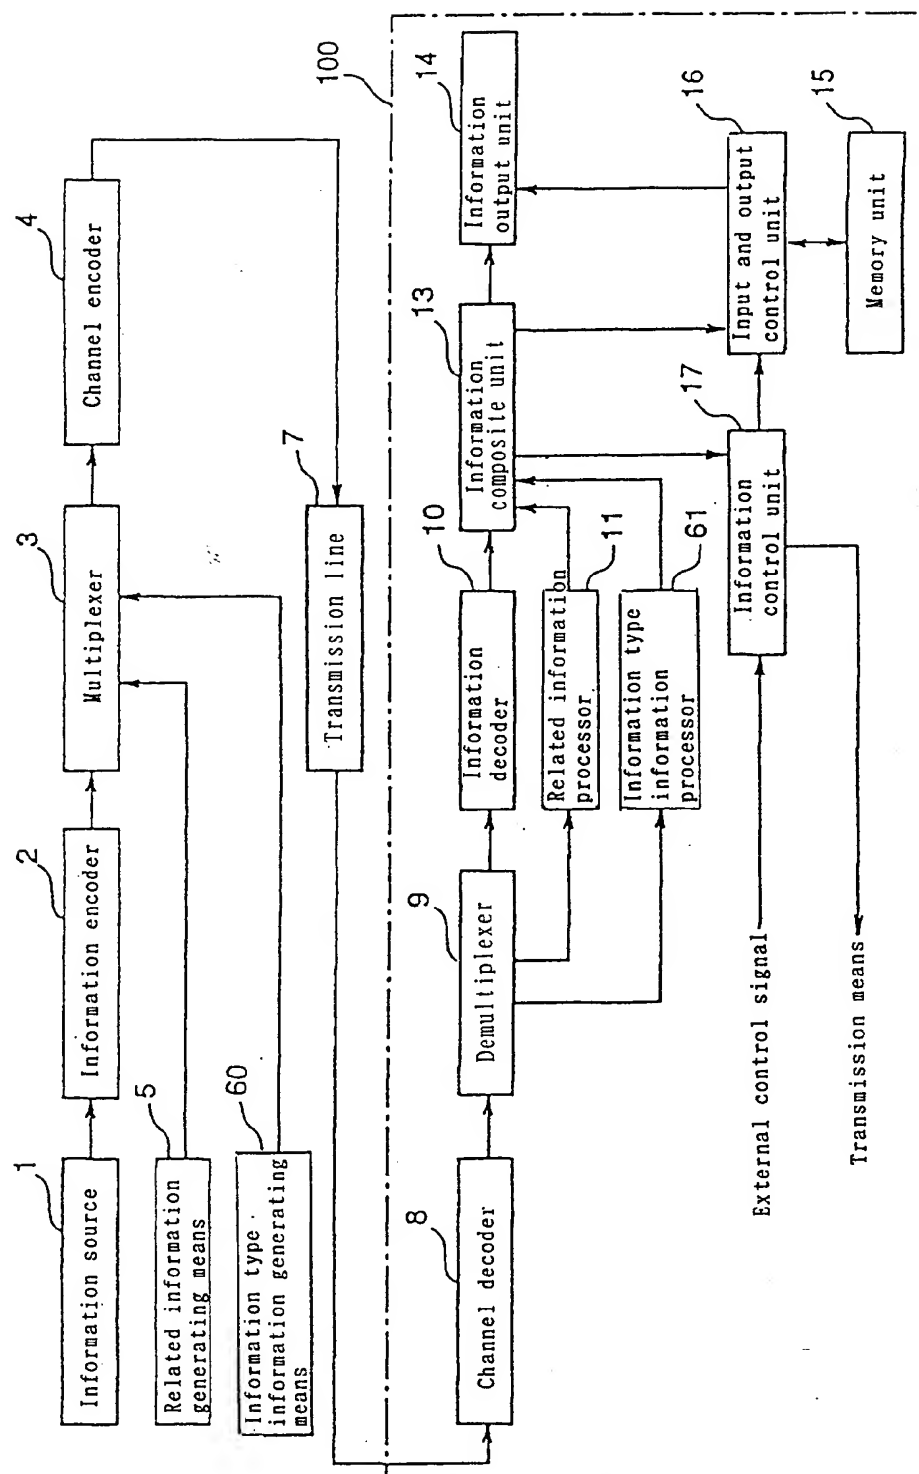 1
Information source
2
Information encoder
3
Multiplexer
4
Channel encoder
5
Related information
generating means
60
Information type
information generating
means
7
Transmission line
100
8
Channel decoder
9
Demultiplexer
10
Information
decoder
11
Related information
processor
61
Information type
information
processor
13
Information
composite unit
14
Information
output unit
17
Information
control unit
16
Input and output
control unit
15
Memory unit
External control signal
Transmission means